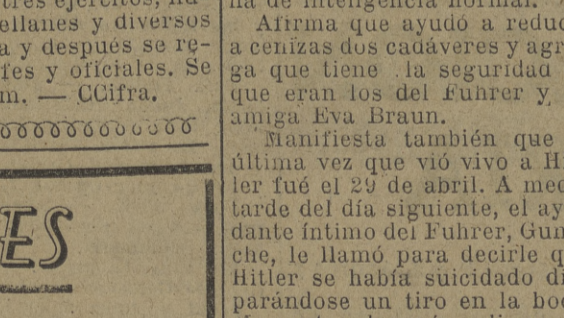 tres ejércitos, ha
ellanes y diversos
a y después se re-
fes y oficiales. Se
m. — CCifra.
ES
na de inteligencia normal.
Afirma que ayudó a reduc
a cenizas dos cadáveres y agr
ga que tiene la seguridad
que eran los del Fuhrer y
amiga Eva Braun.
Manifiesta también que
última vez que vió vivo a Hi
ler fué el 29 de abril. A med
tarde del día siguiente, el ay
dante íntimo del Fuhrer, Gun
che, le llamó para decirle q
Hitler se había suicidado di
parándose un tiro en la boc